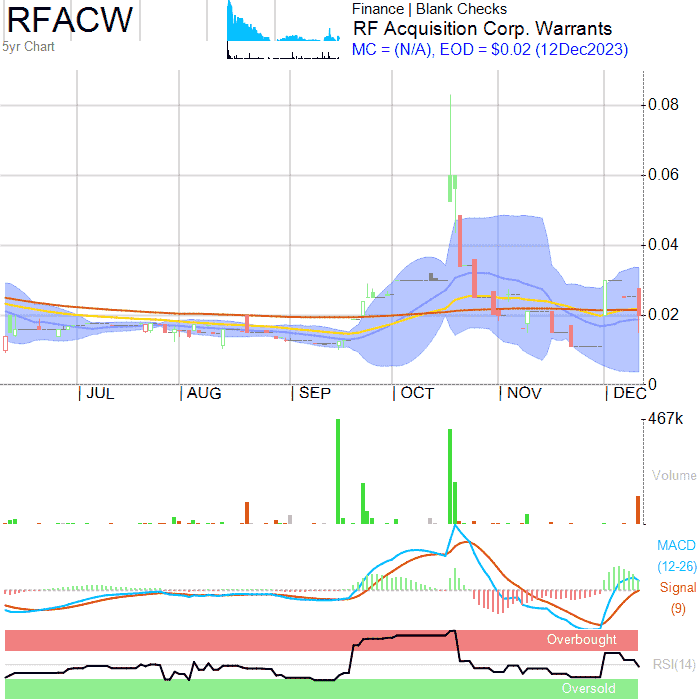 RFACW
5yr Chart
Finance | Blank Checks
RF Acquisition Corp. Warrants
MC = (N/A), EOD = $0.02 (12Dec2023)
0.08
0.06
0.04
0.02
0
| JUL | AUG | SEP | OCT | NOV | DEC
467k
Volume
MACD
(12-26)
Signal
(9)
Overbought
RSI(14)
Oversold